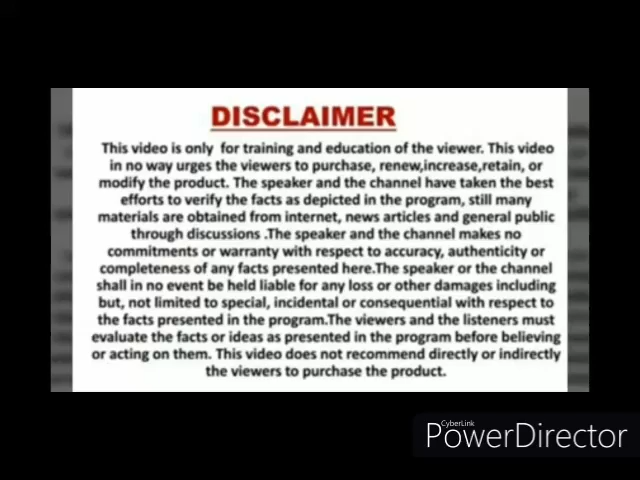 DISCLAIMER
This video is only for training and education of the viewer. This video
in no way urges the viewers to purchase, renew,increase,retain, or
modify the product. The speaker and the channel have taken the best
efforts to verify the facts as depicted in the program, still many
materials are obtained from internet, news articles and general public
through discussions .The speaker and the channel makes no
commitments or warranty with respect to accuracy, authenticity or
completeness of any facts presented here.The speaker or the channel
shall in no event be held liable for any loss or other damages including
but, not limited to special, incidental or consequential with respect to
the facts presented in the program.The viewers and the listeners must
evaluate the facts or ideas as presented in the program before believing
or acting on them. This video does not recommend directly or indirectly
the viewers to purchase the product.
CyberLink
PowerDirector